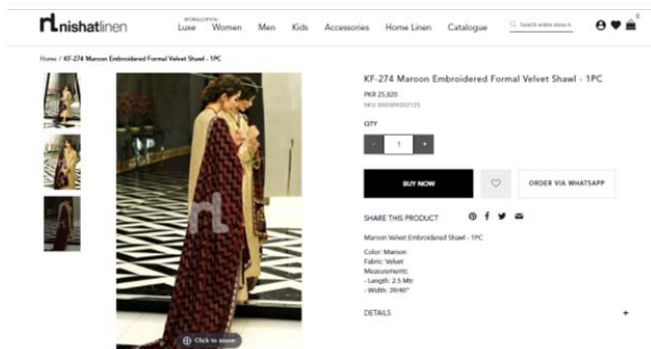 nishatlinen
Luxe Women Men Kids Accessories Home Linen Catalogue
0
Home / KF-274 Maroon Embroidered Formal Velvet Shawl - 1PC
KF-274 Maroon Embroidered Formal Velvet Shawl - 1PC
PKR 25,820
QTY
- 1 +
BUY NOW
ORDER VIA WHATSAPP
SHARE THIS PRODUCT
Maroon Velvet Embroidered Shawl - 1PC
Color: Maroon
Fabric: Velvet
Measurements:
- Length: 2.5 Mtr
- Width: 39/40"
DETAILS +
Click to zoom